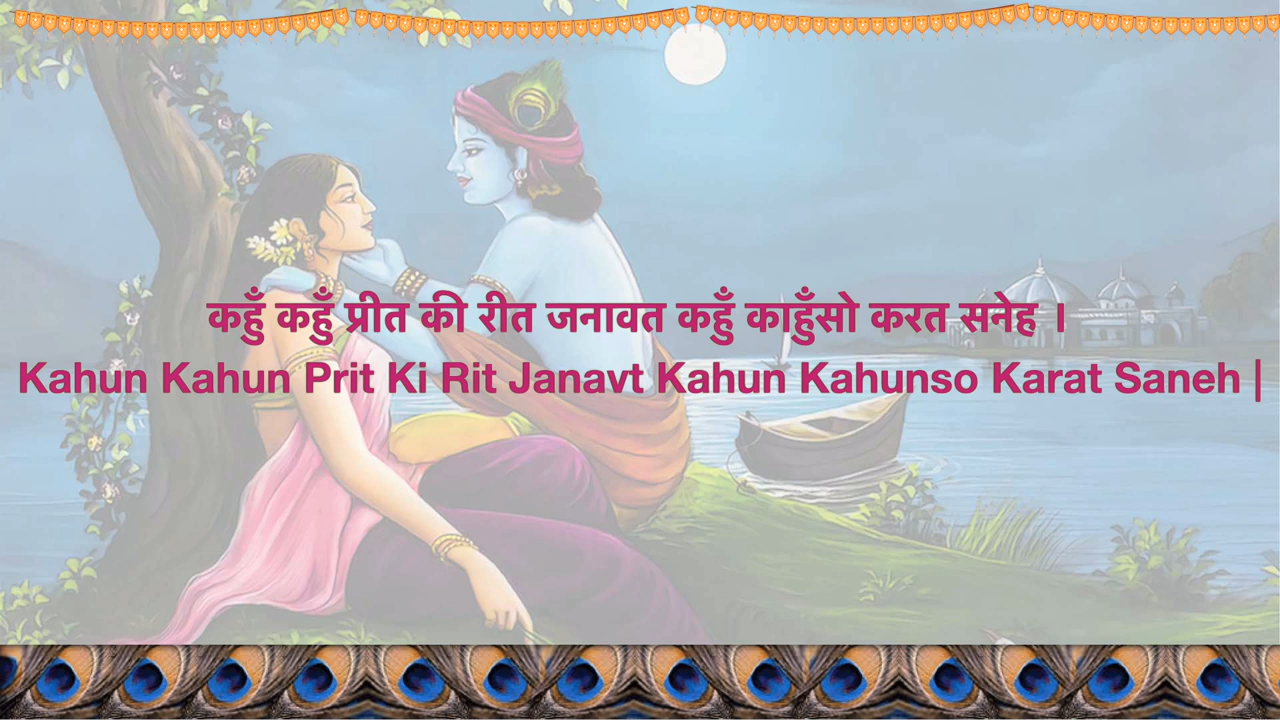 कहुँ कहुँ प्रीत की रीत जनावत कहुँ काहुँसो करत सनेह ।
Kahun Kahun Prit Ki Rit Janavt Kahun Kahunso Karat Saneh |